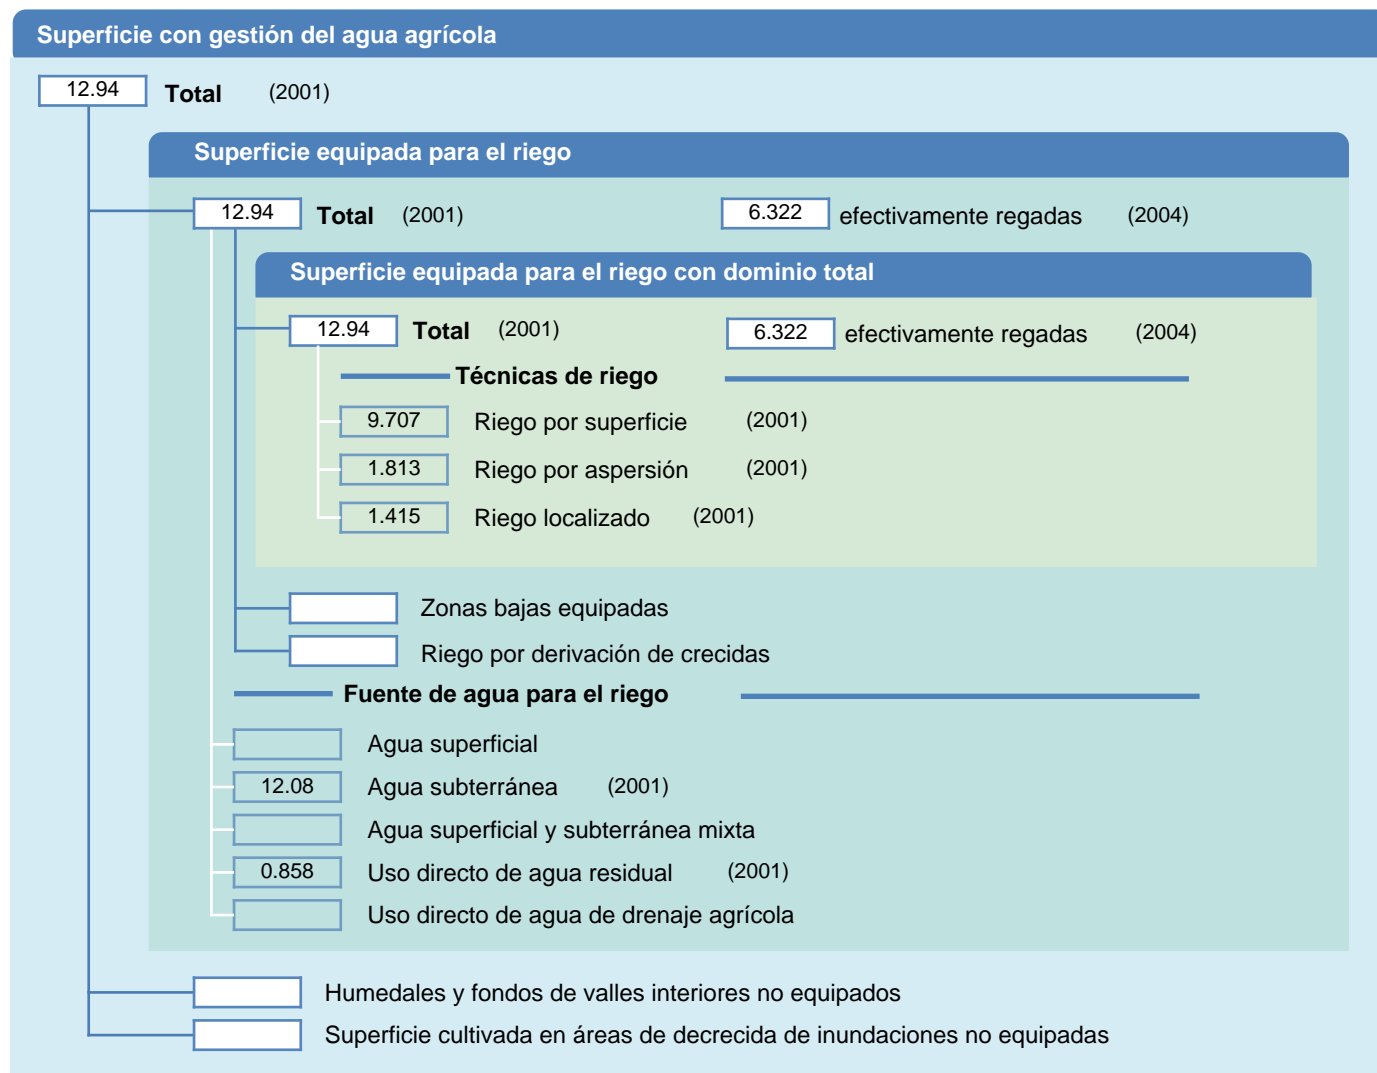 Superficie con gestión del agua agrícola
12.94 Total (2001)
Superficie equipada para el riego
12.94 Total (2001) 6.322 efectivamente regadas (2004)
Superficie equipada para el riego con dominio total
12.94 Total (2001) 6.322 efectivamente regadas (2004)
Técnicas de riego
9.707 Riego por superficie (2001)
1.813 Riego por aspersión (2001)
1.415 Riego localizado (2001)
Zonas bajas equipadas
Riego por derivación de crecidas
Fuente de agua para el riego
Agua superficial
12.08 Agua subterránea (2001)
Agua superficial y subterránea mixta
0.858 Uso directo de agua residual (2001)
Uso directo de agua de drenaje agrícola
Humedales y fondos de valles interiores no equipados
Superficie cultivada en áreas de decrecida de inundaciones no equipadas